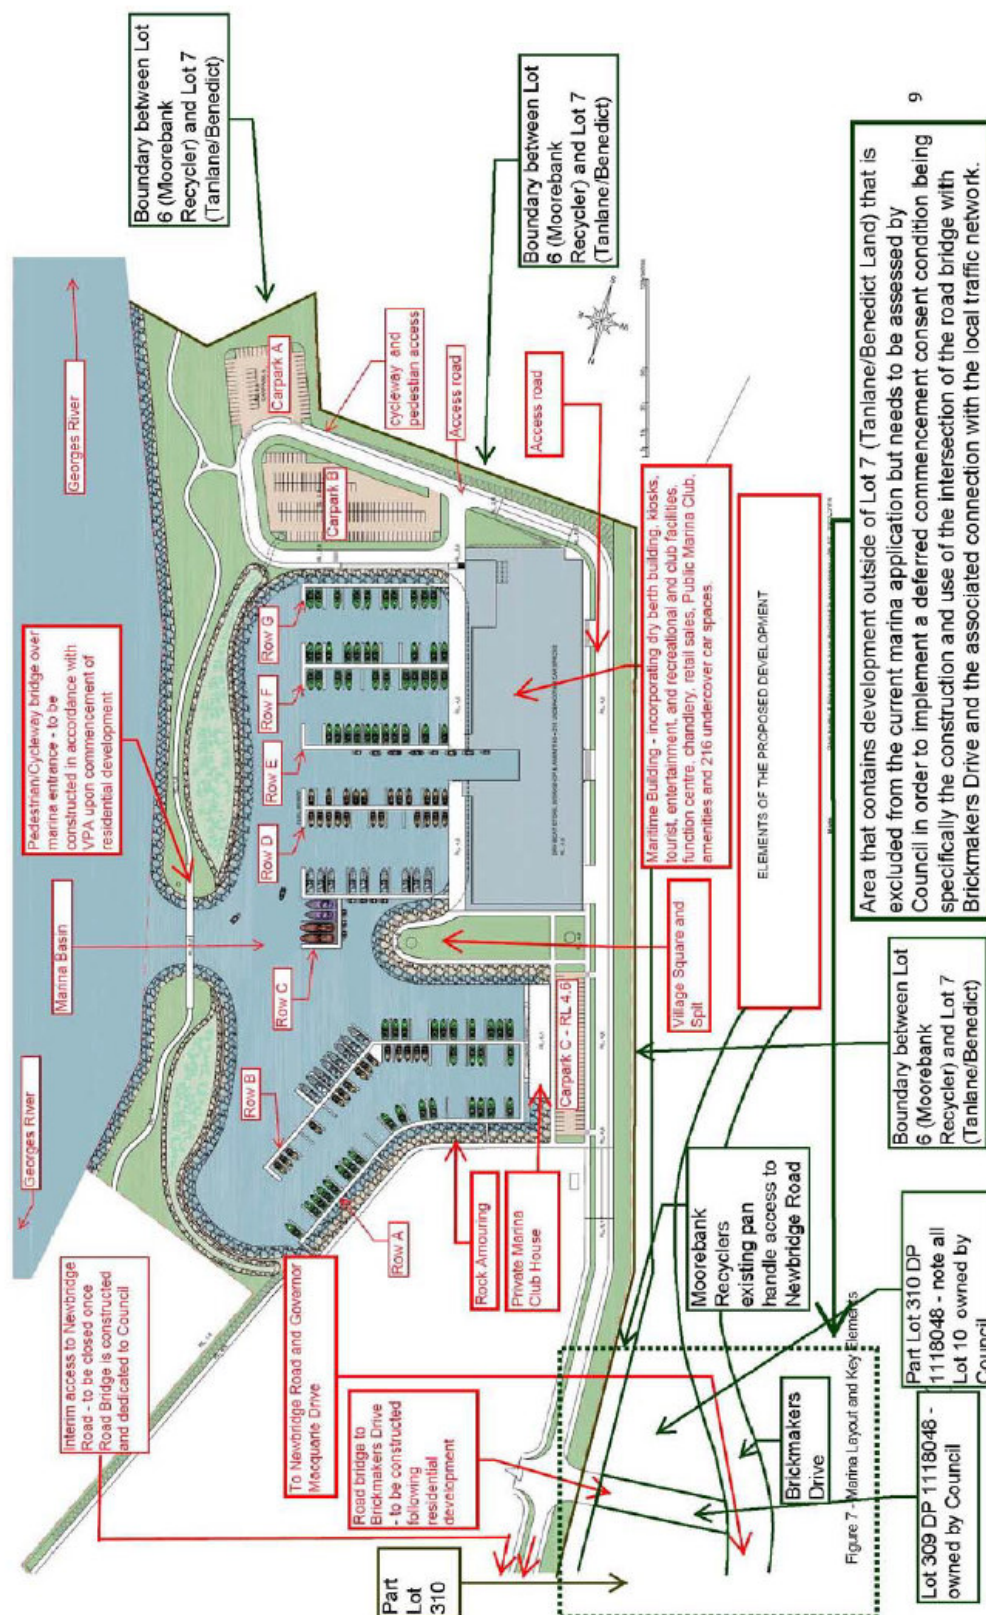 Boundary between Lot
6 (Moorebank
Recycler) and Lot 7
(Tanlane/Benedict)
Georges River
Carpark A
cycleway and
pedestian access
Access road
Boundary between Lot
6 (Moorebank
Recycler) and Lot 7
(Tanlane/Benedict)
Carpark B
Access road
Pedestrian/Cycleway bridge over
marina entrance - to be
constructed in accordance with
VPA upon commencement of
residential development
Row G
Row F
Row E
Row D
Maritime Building - incorporating dry berth building, kiosks,
tourist, entertainment, and recreational and club facilities,
function centre, chandlery, retail sales, Public Marina Club,
amenities and 216 undercover car spaces.
ELEMENTS OF THE PROPOSED DEVELOPMENT
Area that contains development outside of Lot 7 (Tanlane/Benedict Land) that is
excluded from the current marina application but needs to be assessed by
Council in order to implement a deferred commencement consent condition being
specifically the construction and use of the intersection of the road bridge with
Brickmakers Drive and the associated connection with the local traffic network.
9
Marina Basin
Row C
Village Square and
Spit
Georges River
Row B
Carpark C - RL 4.6
Boundary between Lot
6 (Moorebank
Recycler) and Lot 7
(Tanlane/Benedict)
Row A
Rock Amouring
Private Marina
Club House
Moorebank
Recyclers
existing pan
handle access to
Newbridge Road
Interim access to Newbridge
Road - to be closed once
Road Bridge is constructed
and dedicated to Council
To Newbridge Road and Governor
Macquarie Drive
Road bridge to
Brickmakers Drive
- to be constructed
following
residential
development
Brickmakers
Drive
Figure 7 - Marina Layout and Key Elements
Part Lot 310 DP
1118048 - note all
Lot 10 owned by
Council
Lot 309 DP 1118048 -
owned by Council
Part
Lot
310